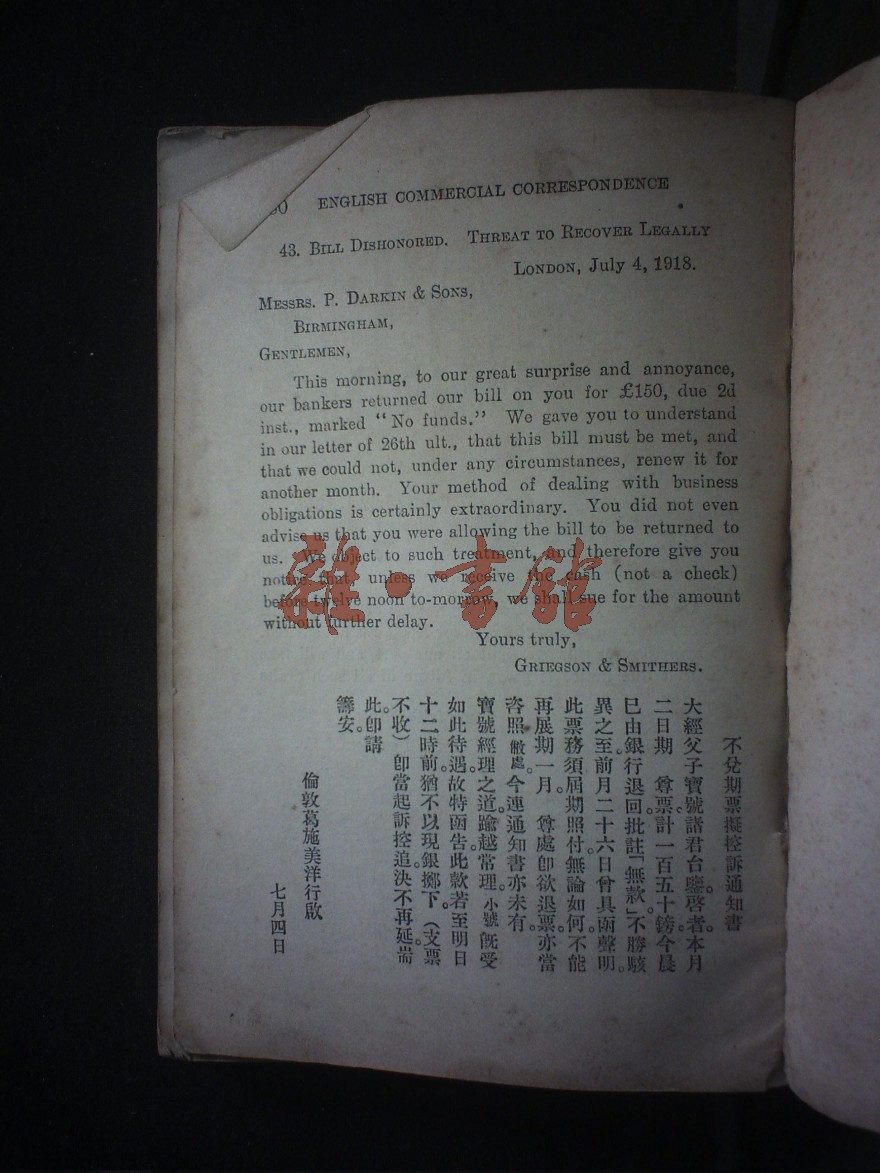 0 ENGLISH COMMERCIAL CORRESPONDENCE
43. BILL DISHONORED. THREAT TO RECOVER LEGALLY
LONDON, July 4, 1918.
MESSRS. P. DARKIN & SONS,
BIRMINGHAM,
GENTLEMEN,
This morning, to our great surprise and annoyance,
our bankers returned our bill on you for £150, due 2d
inst., marked "No funds." We gave you to understand
in our letter of 26th ult., that this bill must be met, and
that we could not, under any circumstances, renew it for
another month. Your method of dealing with business
obligations is certainly extraordinary. You did not even
advise us that you were allowing the bill to be returned to
us. We object to such treatment, and therefore give you
notice that, unless we receive the cash (not a check)
before twelve noon to-morrow, we shall sue for the amount
without further delay.
Yours truly,
GRIEGSON & SMITHERS.
雜·書館
不兌期票擬控訴通知書
大經父子寶號諸君台鑒。啓者。本月
二日期 尊票。計一百五十鎊。今晨
巳由銀行退回。批註「無款」。不勝駭
異之至。前月二十六日曾具函聲明。
此票務須屆期照付。無論如何。不能
再展期一月。 尊處卽欲退票。亦當
咨照 敝處。今連通知書亦未有。
寶號經理之道。踰越常理。小號旣受
如此待遇。故特函告。此款若至明日
十二時前。猶不以現銀擲下。(支票
不收) 卽當起訴控追。決不再延耑
此。卽請
籌安。
倫敦葛施美洋行啟
七月四日